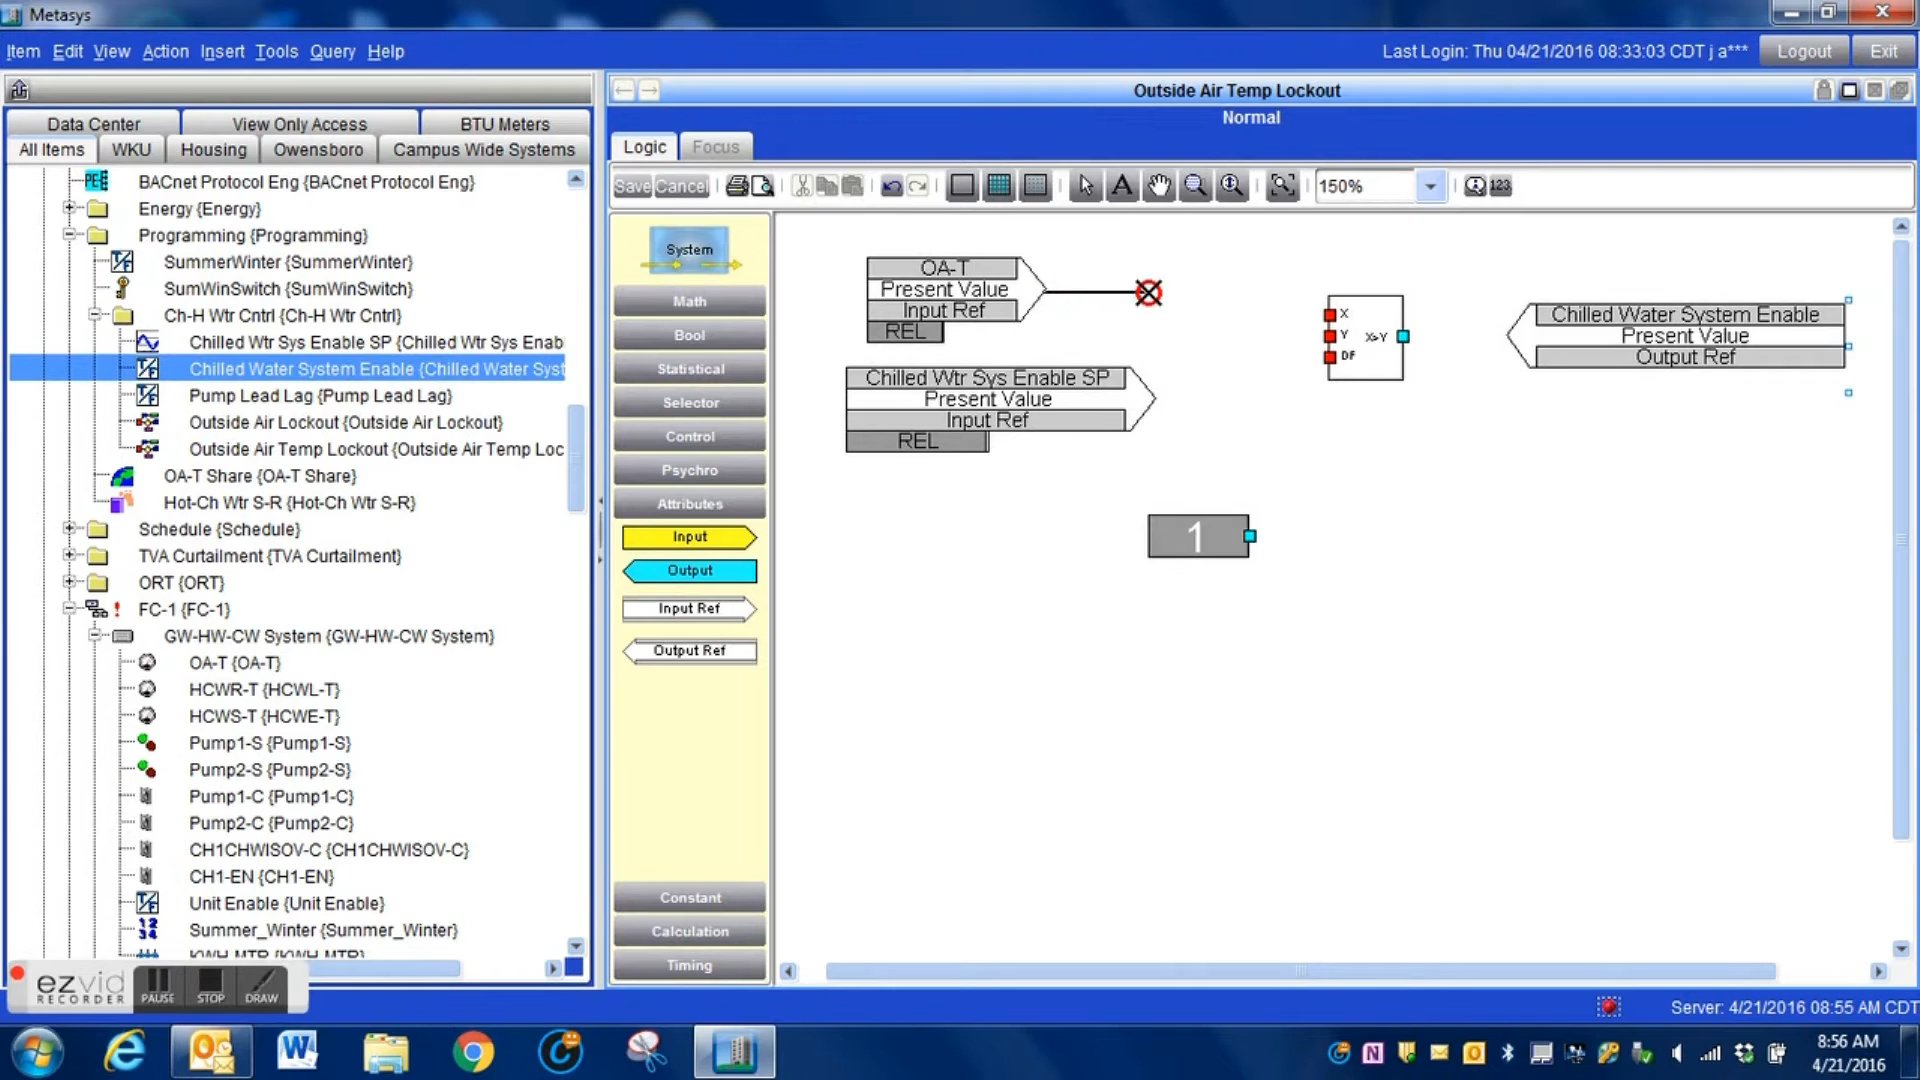 Metasys
Item Edit View Action Insert Tools Query Help
Last Login: Thu 04/21/2016 08:33:03 CDT j a***
Logout
Exit
Data Center
View Only Access
BTU Meters
All Items
WKU
Housing
Owensboro
Campus Wide Systems
BACnet Protocol Eng {BACnet Protocol Eng}
Energy {Energy}
Programming {Programming}
SummerWinter {SummerWinter}
SumWinSwitch {SumWinSwitch}
Ch-H Wtr Cntrl {Ch-H Wtr Cntrl}
Chilled Wtr Sys Enable SP {Chilled Wtr Sys Enab
Chilled Water System Enable {Chilled Water Syst
Pump Lead Lag {Pump Lead Lag}
Outside Air Lockout {Outside Air Lockout}
Outside Air Temp Lockout {Outside Air Temp Loc
OA-T Share {OA-T Share}
Hot-Ch Wtr S-R {Hot-Ch Wtr S-R}
Schedule {Schedule}
TVA Curtailment {TVA Curtailment}
ORT {ORT}
FC-1 {FC-1}
GW-HW-CW System {GW-HW-CW System}
OA-T {OA-T}
HCWR-T {HCWL-T}
HCWS-T {HCWE-T}
Pump1-S {Pump1-S}
Pump2-S {Pump2-S}
Pump1-C {Pump1-C}
Pump2-C {Pump2-C}
CH1CHWISOV-C {CH1CHWISOV-C}
CH1-EN {CH1-EN}
Unit Enable {Unit Enable}
Summer_Winter {Summer_Winter}
KWH-MTR {KWH-MTR}
ezvid
RECORDER
PAUSE
STOP
DRAW
Outside Air Temp Lockout
Normal
Logic
Focus
Save
Cancel
A
150%
123
System
Math
Bool
Statistical
Selector
Control
Psychro
Attributes
Input
Output
Input Ref
Output Ref
Constant
Calculation
Timing
OA-T
Present Value
Input Ref
REL
Chilled Wtr Sys Enable SP
Present Value
Input Ref
REL
X
Y
DF
X>Y
Chilled Water System Enable
Present Value
Output Ref
1
Server: 4/21/2016 08:55 AM CDT
8:56 AM
4/21/2016